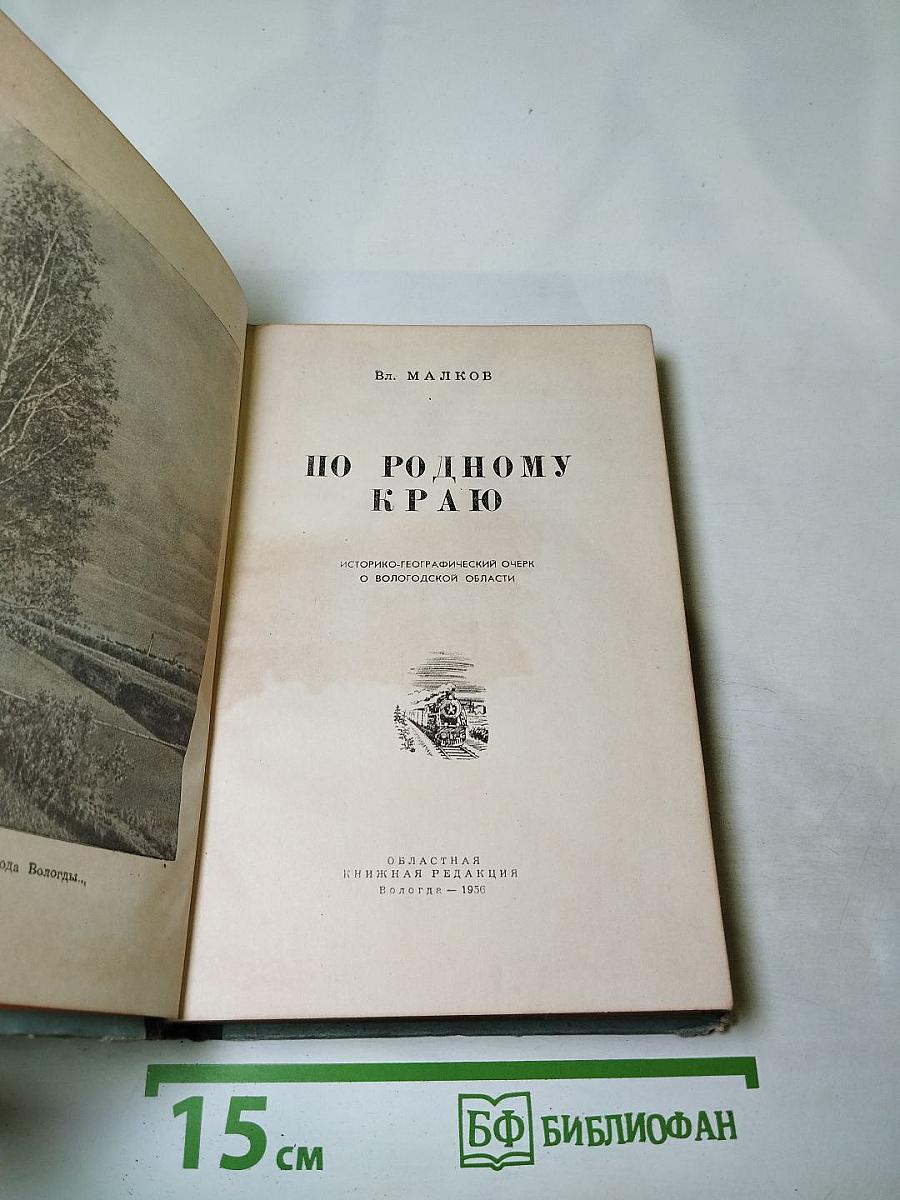 Вл. МАЛКОВ
ПО РОДНОМУ
КРАЮ
ИСТОРИКО-ГЕОГРАФИЧЕСКИЙ ОЧЕРК
О ВОЛОГОДСКОЙ ОБЛАСТИ
ОБЛАСТНАЯ
КНИЖНАЯ РЕДАКЦИЯ
Вологда — 1956
Вологды...
15 см
БФ БИБЛИОФАН